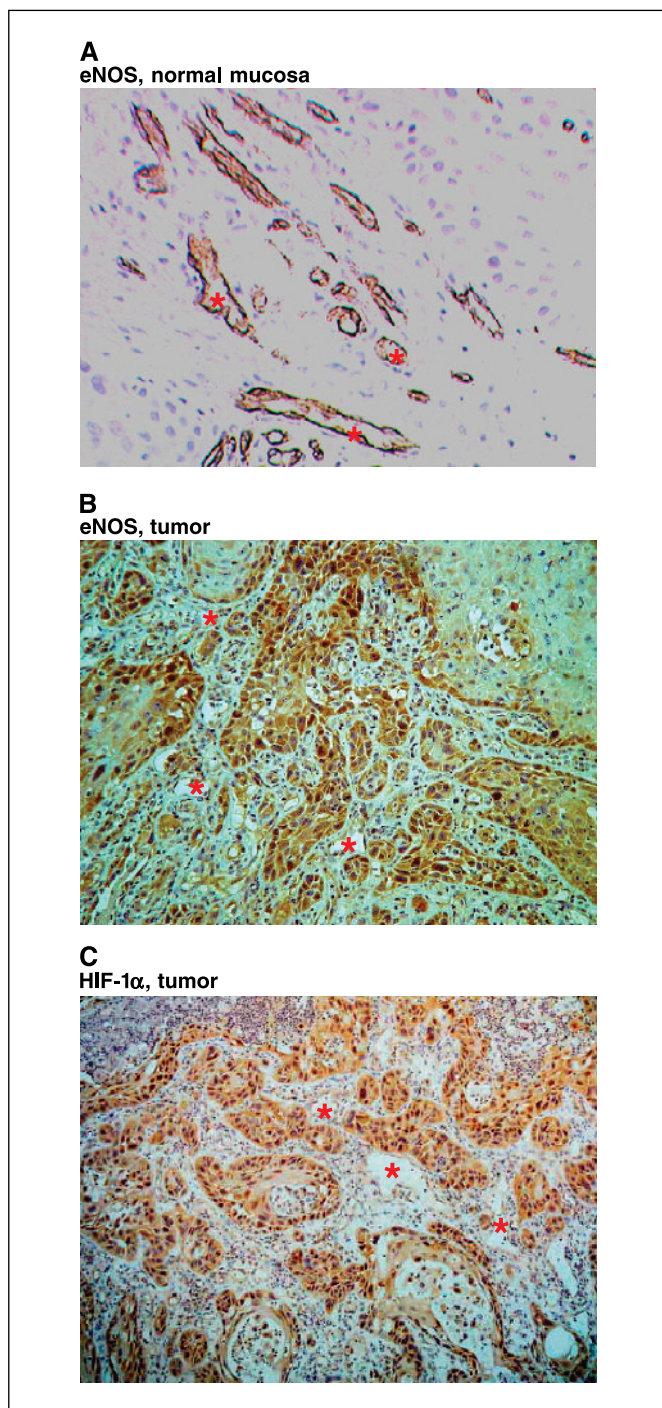 A
eNOS, normal mucosa
B
eNOS, tumor
C
HIF-1α, tumor